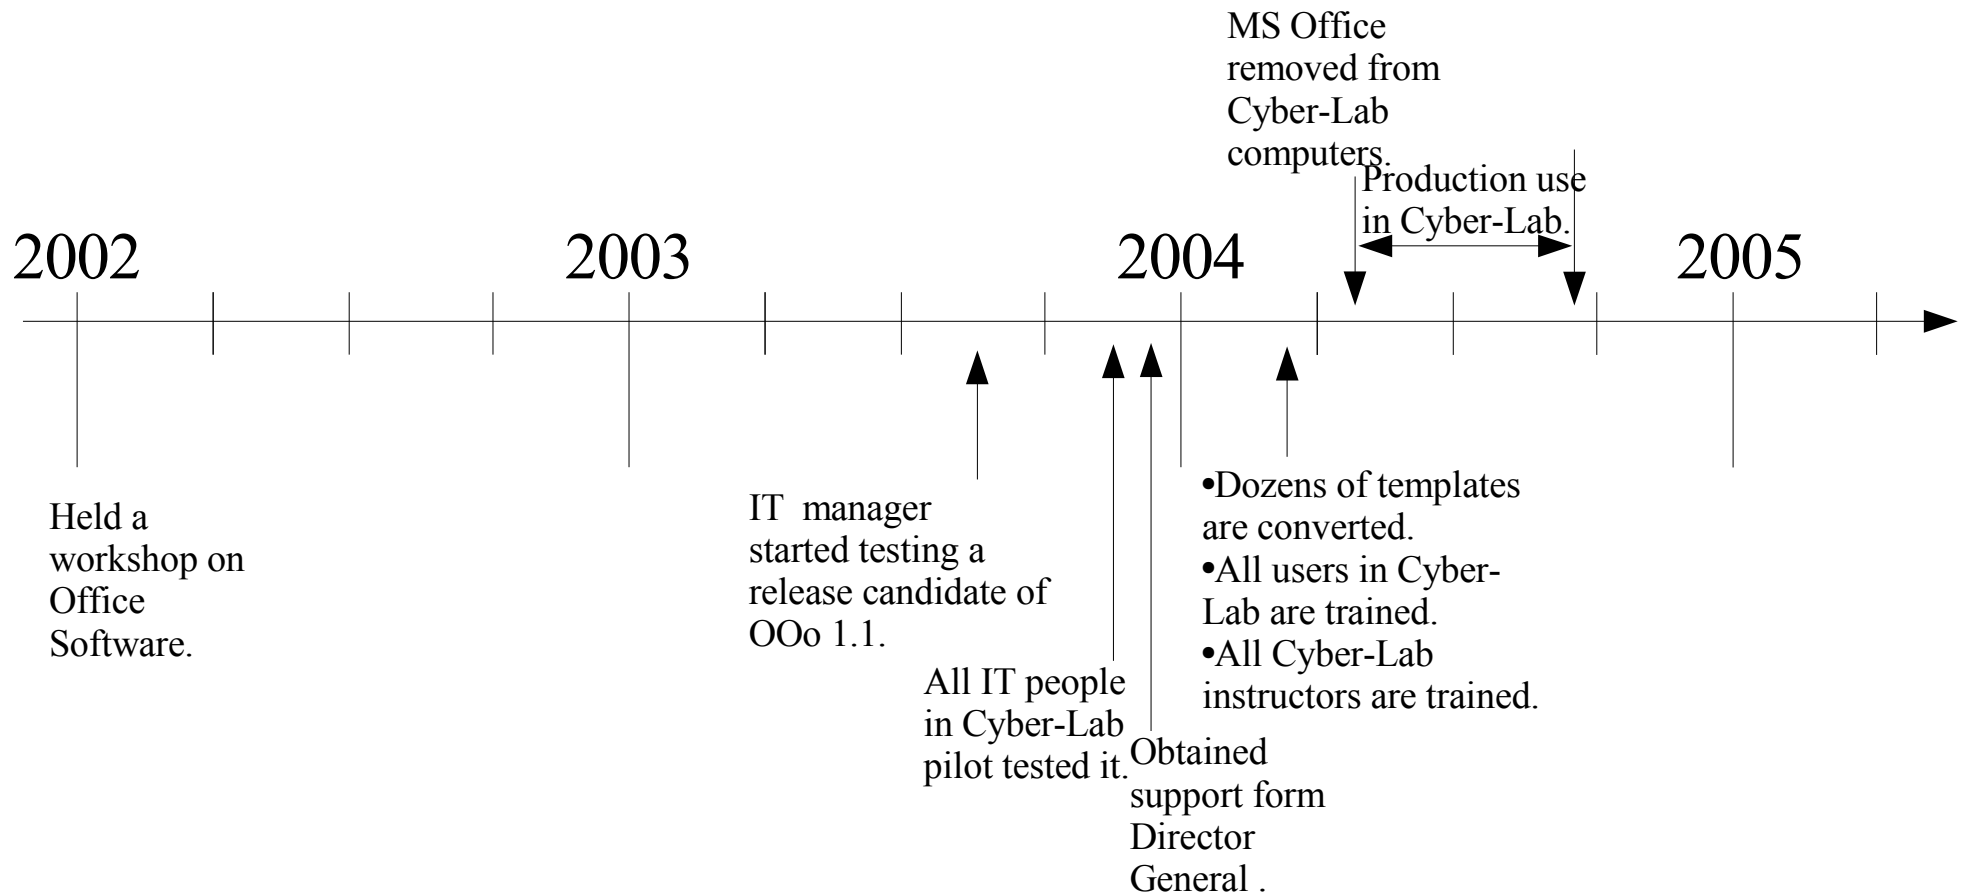 MS Office
removed from
Cyber-Lab
computers.
Production use
in Cyber-Lab.
2002
2003
2004
2005
Held a
workshop on
Office
Software.
IT  manager
started testing a
release candidate of
OOo 1.1.
All IT people
in Cyber-Lab
pilot tested it.
Obtained
support form
Director
General .
•Dozens of templates
are converted.
•All users in Cyber-
Lab are trained.
•All Cyber-Lab
instructors are trained.